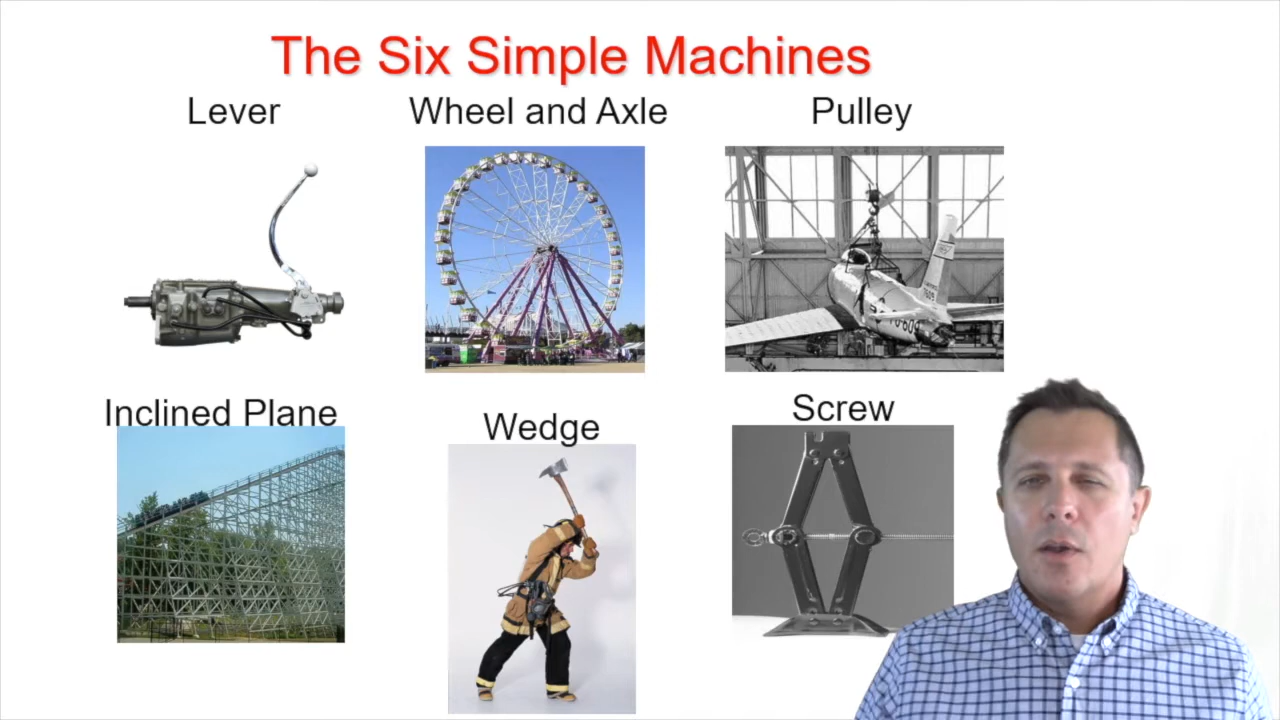 The Six Simple Machines
Lever
Wheel and Axle
Pulley
Inclined Plane
Wedge
Screw